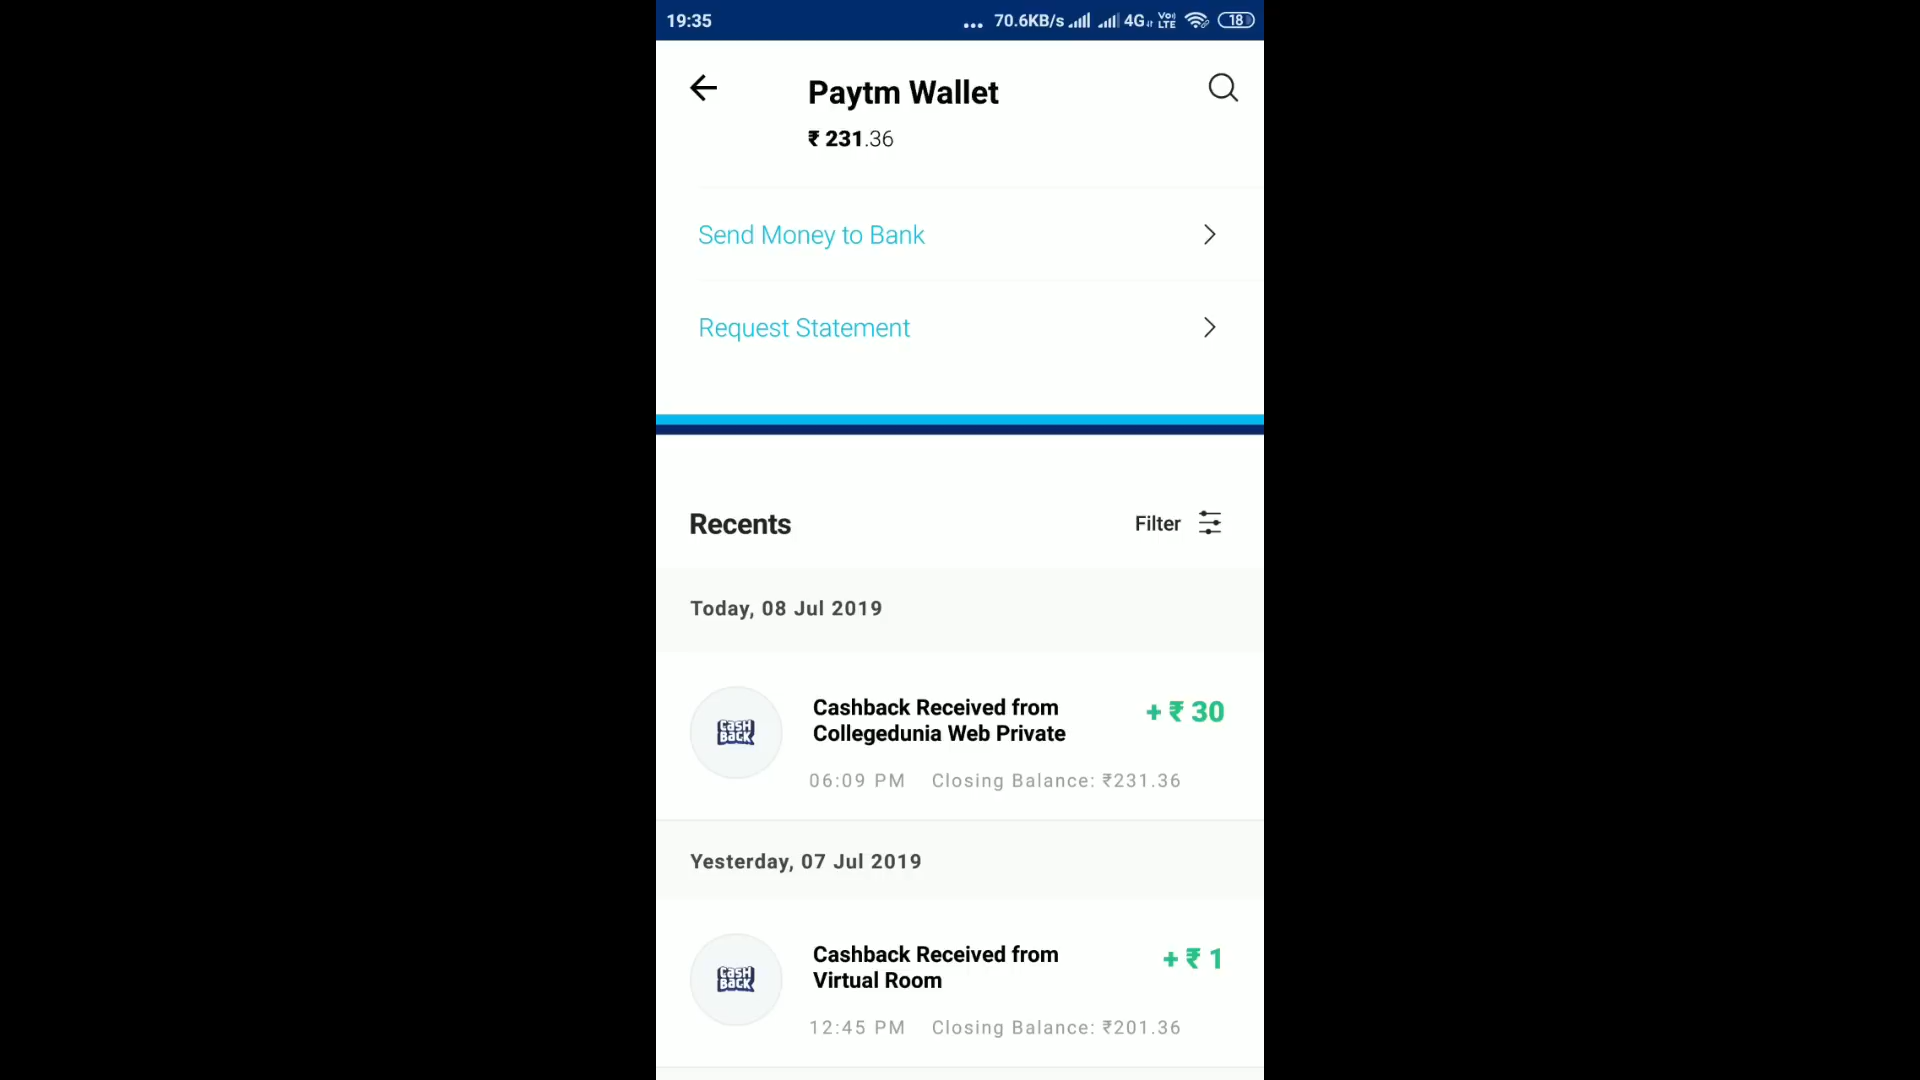 19:35 ... 70.6KB/s 4G VoLTE 18
Paytm Wallet
₹ 231.36
Send Money to Bank
Request Statement
Recents Filter
Today, 08 Jul 2019
CASH BACK
Cashback Received from + ₹ 30
Collegedunia Web Private
06:09 PM Closing Balance: ₹231.36
Yesterday, 07 Jul 2019
CASH BACK
Cashback Received from + ₹ 1
Virtual Room
12:45 PM Closing Balance: ₹201.36